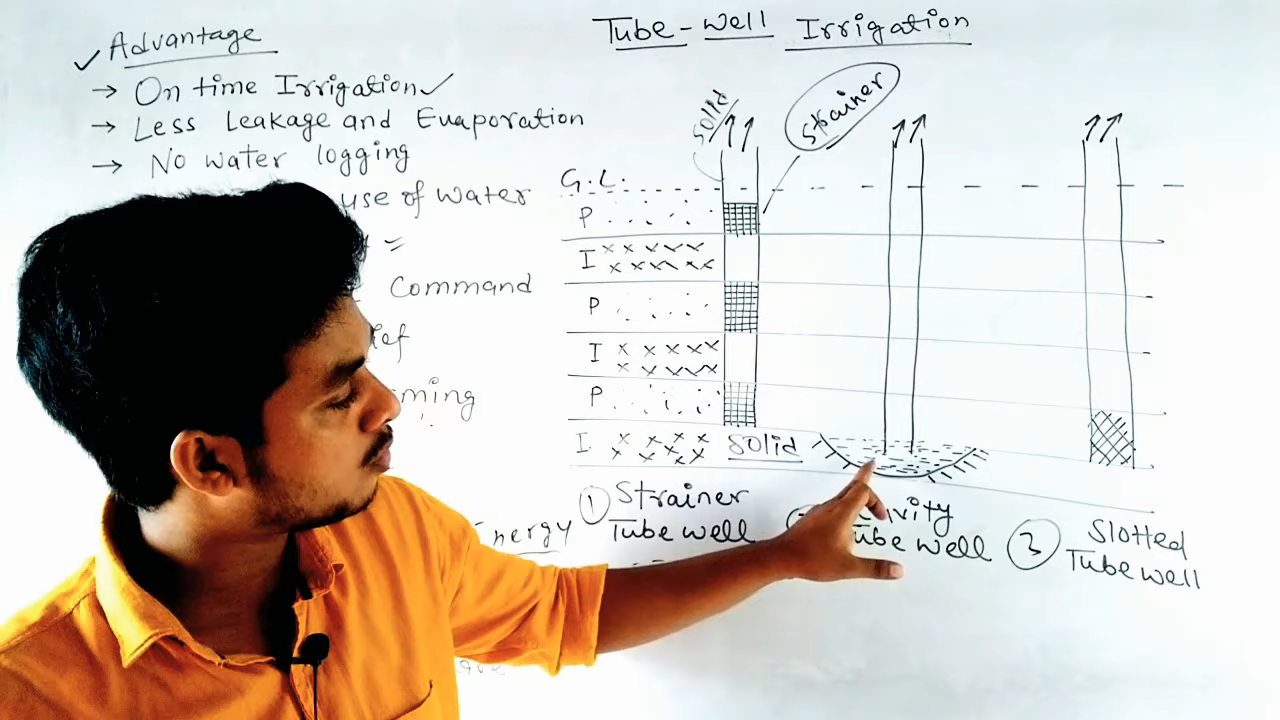 Tube-Well Irrigation
✓ Advantage
→ On time Irrigation ✓
→ Less Leakage and Evaporation
→ No water logging
use of water
Command
Solid
Strainer
G.L.
P
I
P
I
P
I
Solid
① Strainer
Tube well
Tube well
③ Slotted
Tube well